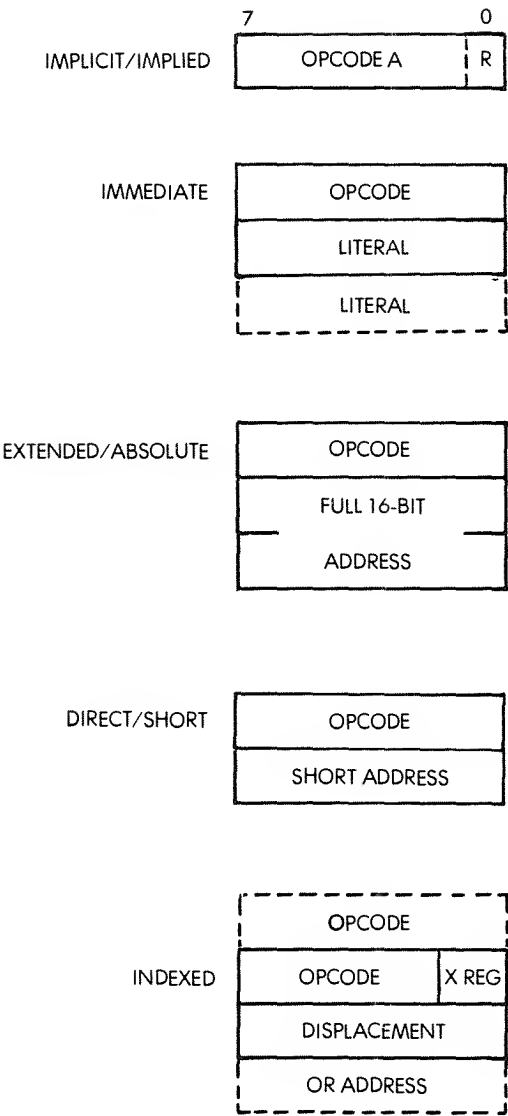 7 0
IMPLICIT/IMPLIED OPCODE A R
IMMEDIATE OPCODE
LITERAL
LITERAL
EXTENDED/ABSOLUTE OPCODE
FULL 16-BIT
ADDRESS
DIRECT/SHORT OPCODE
SHORT ADDRESS
OPCODE
INDEXED OPCODE X REG
DISPLACEMENT
OR ADDRESS